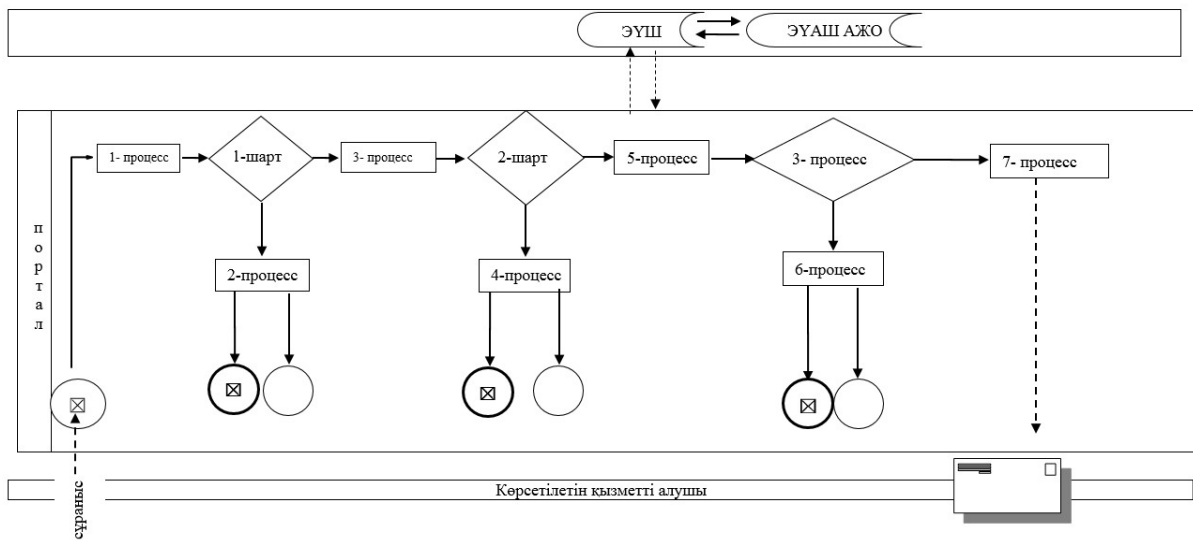 ЭҮШ
ЭҮАШ АЖО
портал
1- процесс
1-шарт
3- процесс
2-шарт
5-процесс
3- процесс
7- процесс
2-процесс
4-процесс
6-процесс
сұраныс
Көрсетілетін қызметті алушы